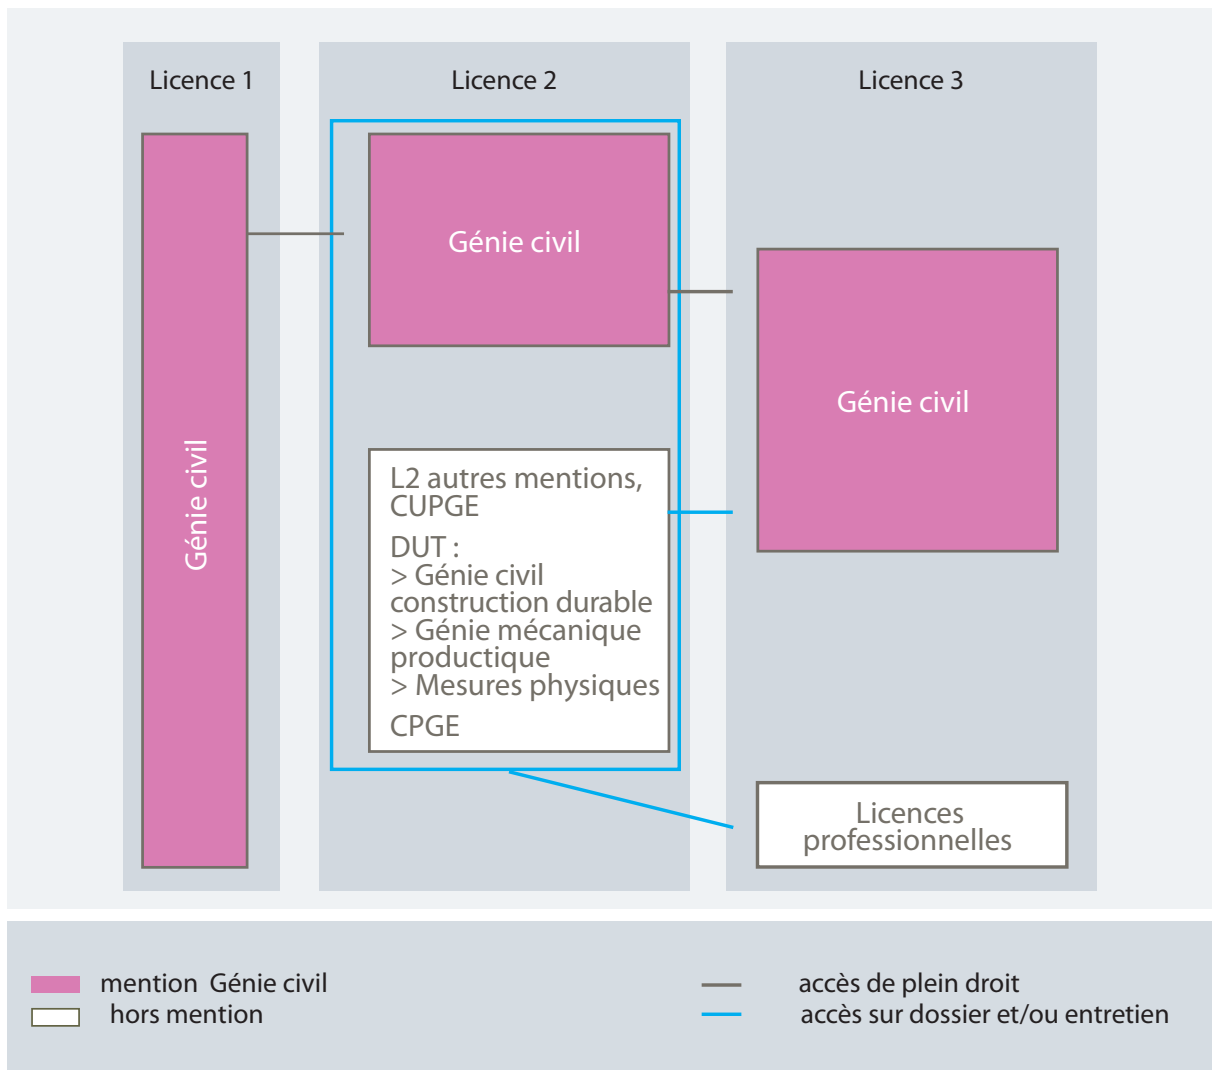 Licence 1
Licence 2
Licence 3
Génie civil
Génie civil
Génie civil
L2 autres mentions,
CUPGE
DUT :
> Génie civil
construction durable
> Génie mécanique
productique
> Mesures physiques
CPGE
Licences
professionnelles
mention Génie civil
hors mention
accès de plein droit
accès sur dossier et/ou entretien